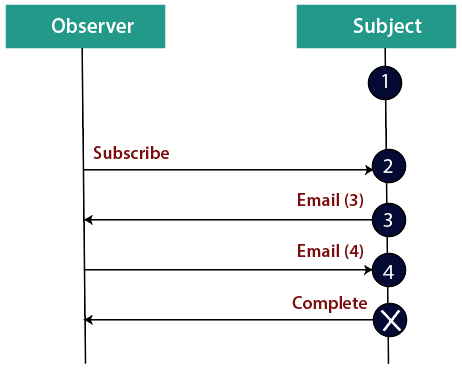 Observer
Subject
1
Subscribe
2
Email (3)
3
Email (4)
4
Complete
X